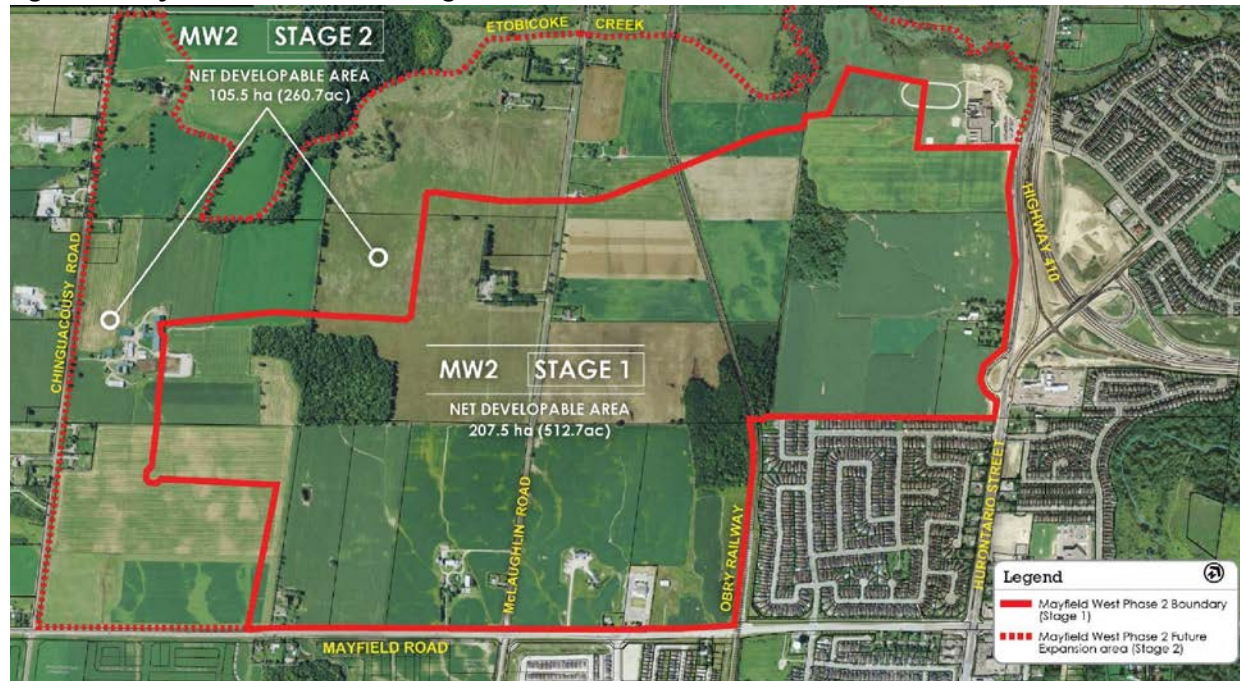 ETOBICOKE CREEK
MW2 STAGE 2
NET DEVELOPABLE AREA
105.5 ha (260.7ac)
CHINGUACOUSY ROAD
HIGHWAY 410
MW2 STAGE 1
NET DEVELOPABLE AREA
207.5 ha (512.7ac)
McLAUGHLIN ROAD
OBRY RAILWAY
HURONTARIO STREET
MAYFIELD ROAD
Legend
Mayfield West Phase 2 Boundary
(Stage 1)
Mayfield West Phase 2 Future
Expansion area (Stage 2)